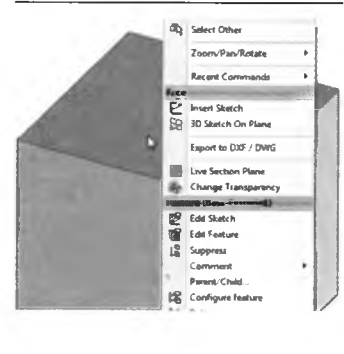 Select Other
Zoom/Pan/Rotate
Recent Commands
Face
Insert Sketch
3D Sketch On Plane
Export to DXF / DWG
Live Section Plane
Change Transparency
Edit Sketch
Edit Feature
Suppress
Comment
Parent/Child...
Configure feature